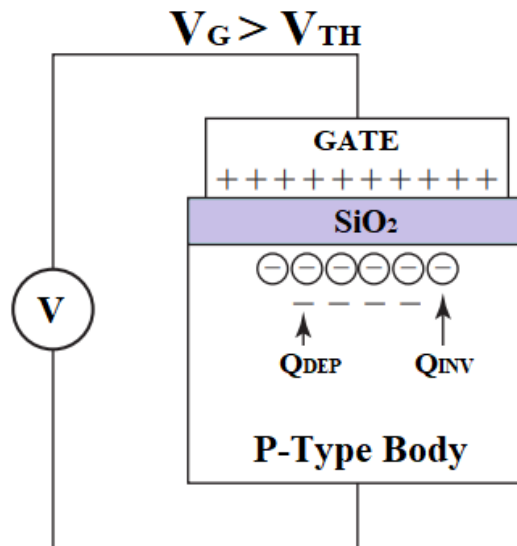 VG > VTH
GATE
+ + + + + + + + + +
SiO2
− − − − − −
− − − −
V
QDEP QINV
P-Type Body